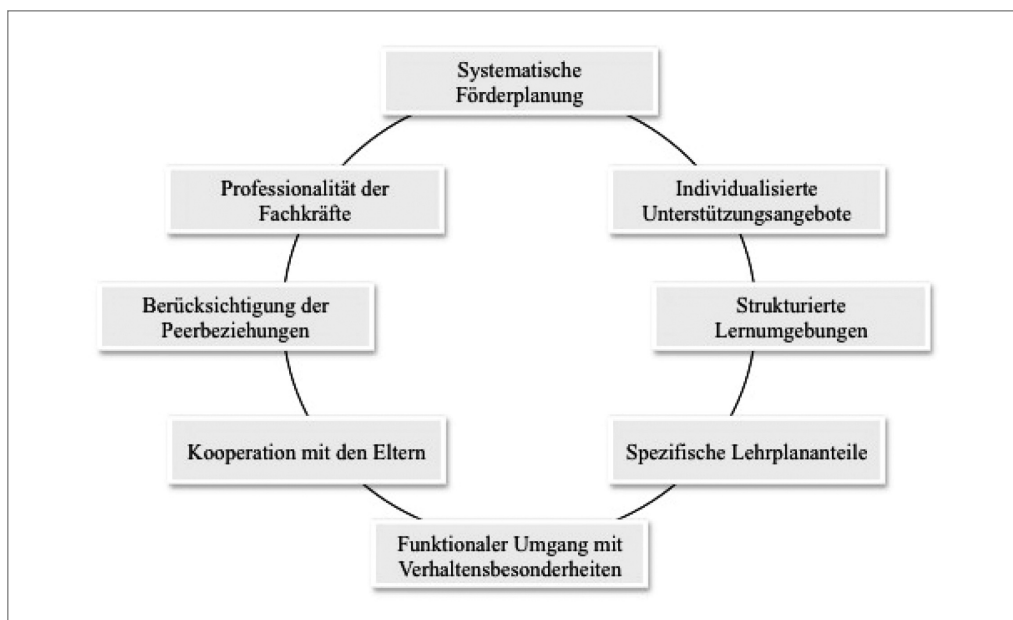 Systematische
Förderplanung
Individualisierte
Unterstützungsangebote
Strukturierte
Lernumgebungen
Spezifische Lehrplananteile
Funktionaler Umgang mit
Verhaltensbesonderheiten
Kooperation mit den Eltern
Berücksichtigung der
Peerbeziehungen
Professionalität der
Fachkräfte